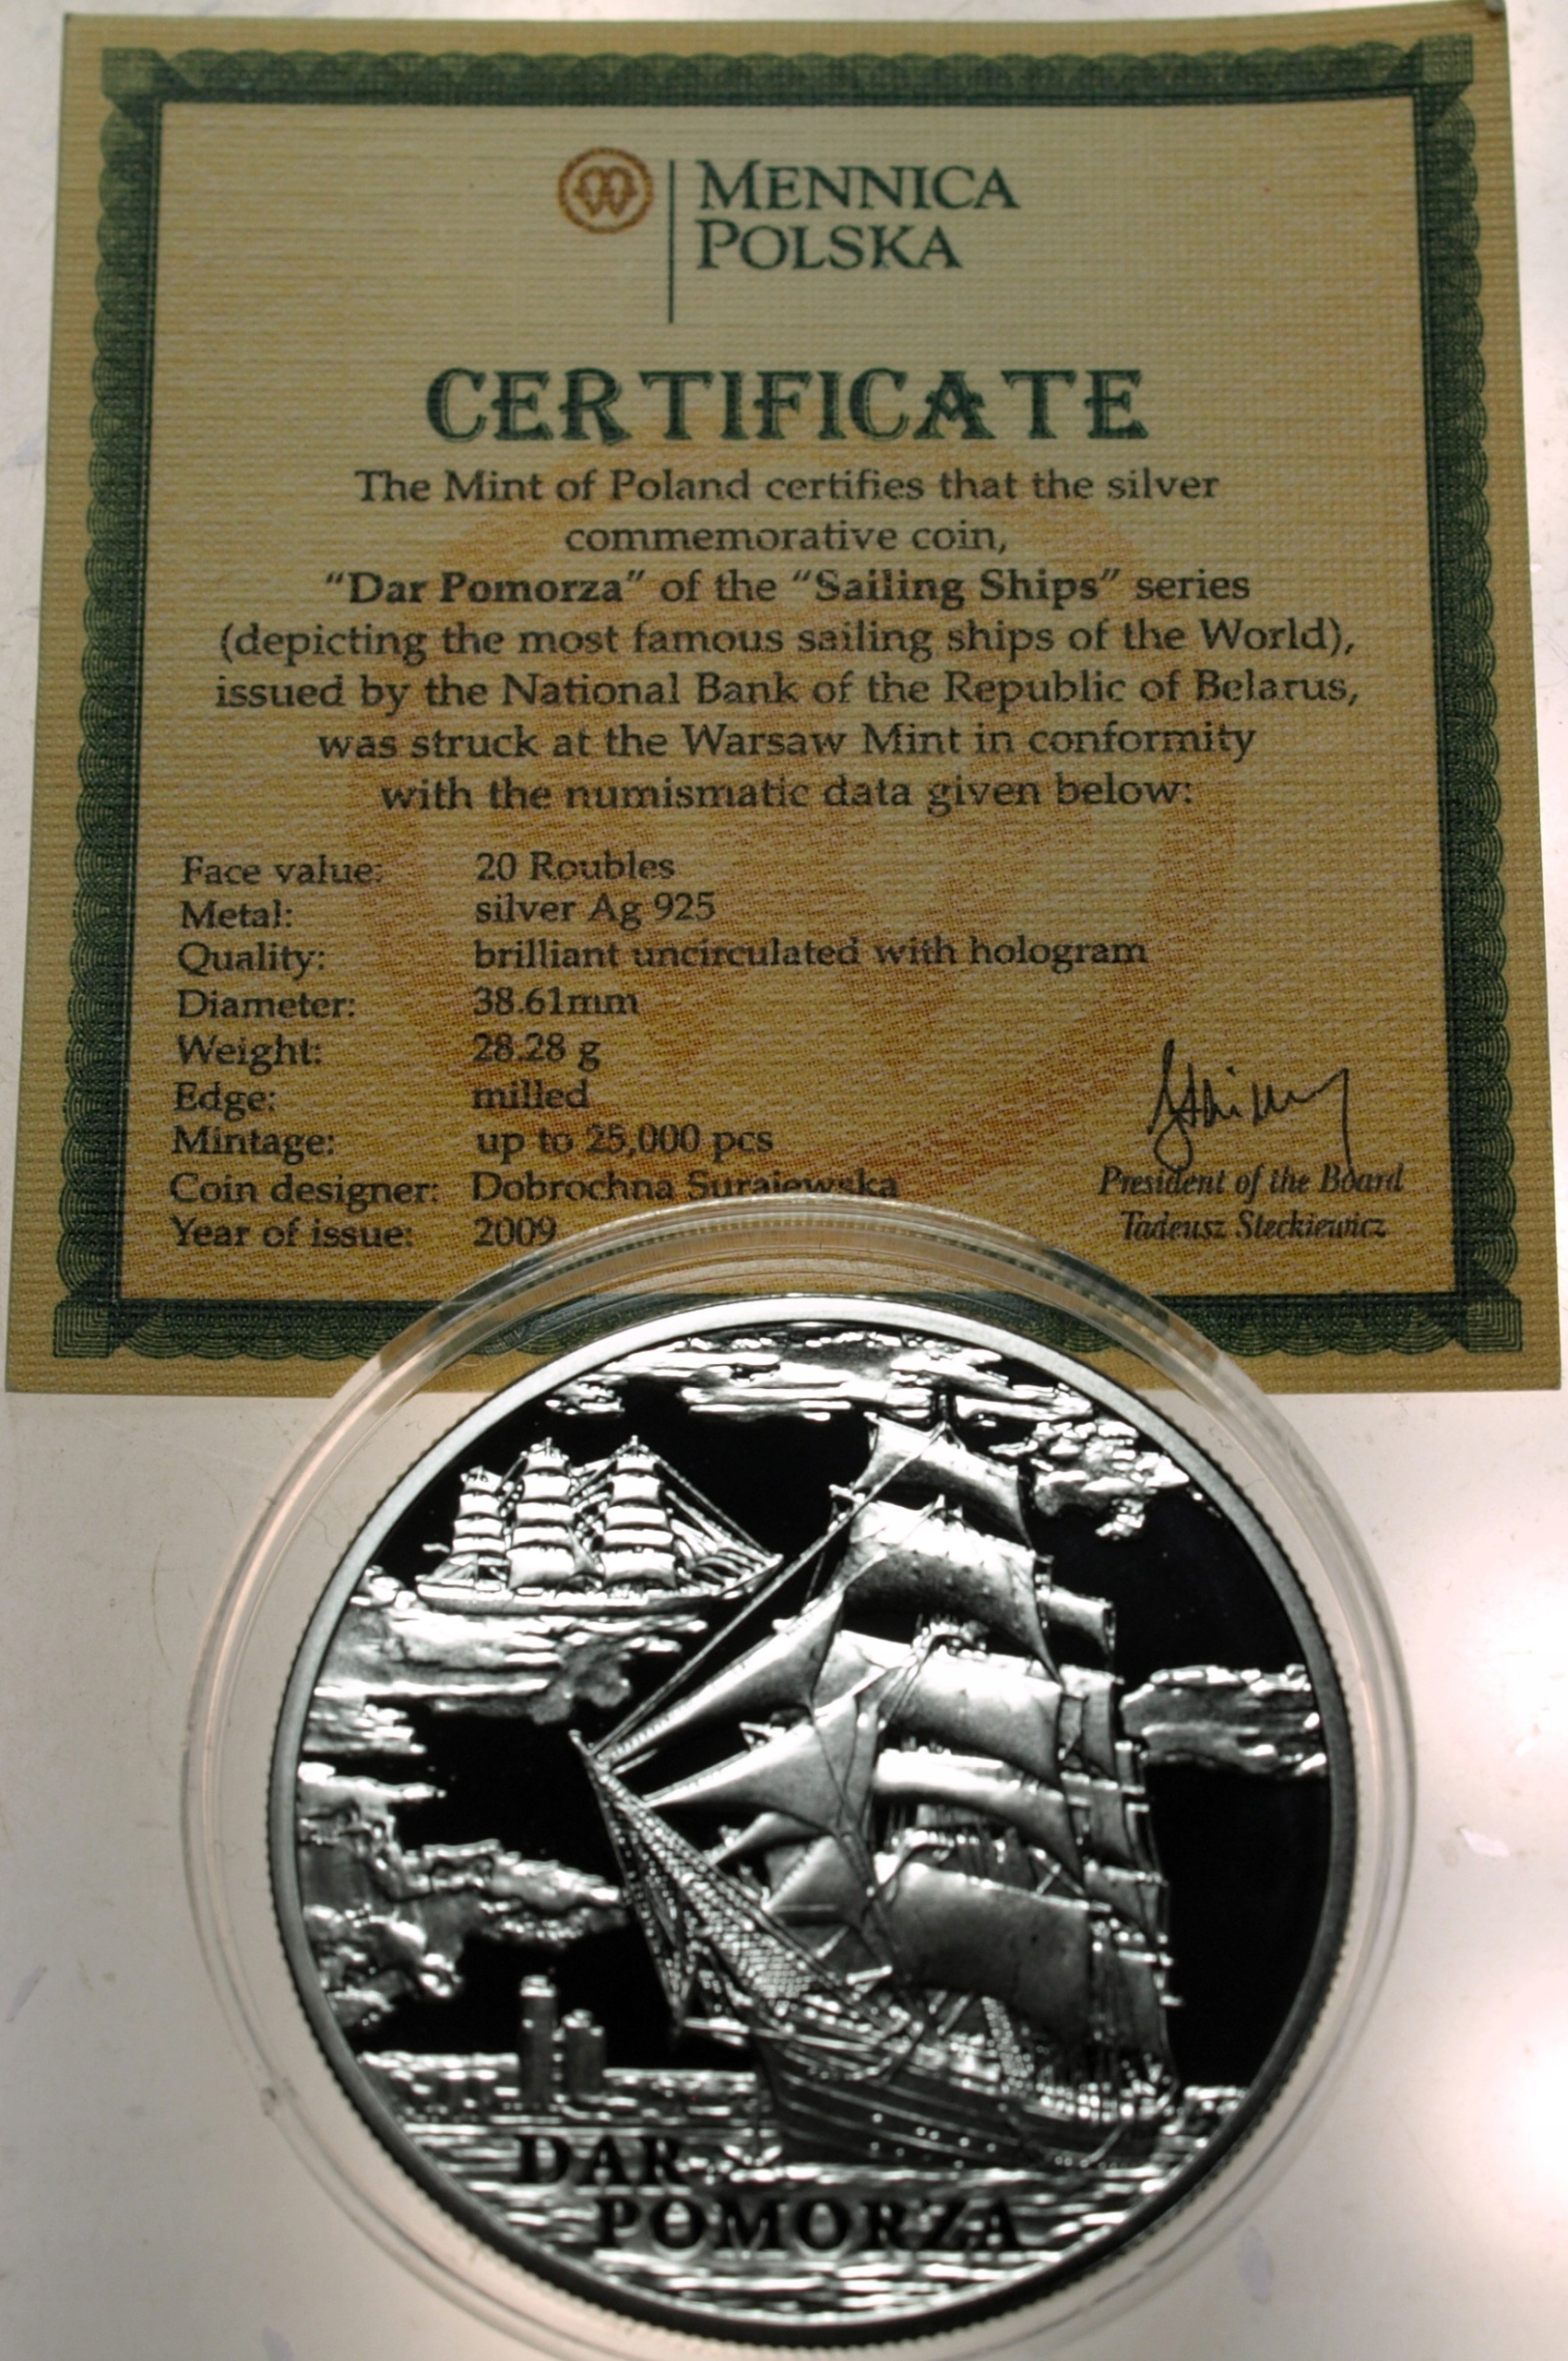 MENNICA
POLSKA
CERTIFICATE
The Mint of Poland certifies that the silver
commemorative coin,
"Dar Pomorza" of the "Sailing Ships" series
(depicting the most famous sailing ships of the World),
issued by the National Bank of the Republic of Belarus,
was struck at the Warsaw Mint in conformity
with the numismatic data given below:
Face value: 20 Roubles
Metal: silver Ag 925
Quality: brilliant uncirculated with hologram
Diameter: 38.61mm
Weight: 28.28 g
Edge: milled
Mintage: up to 25,000 pcs
Coin designer: Dobrochna Surajewska
Year of issue: 2009
President of the Board
Tadeusz Steckiewicz
DAR
POMORZA